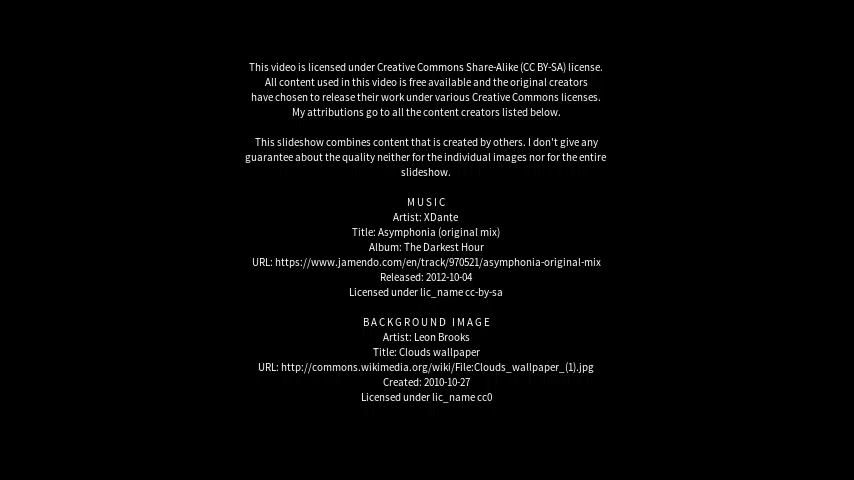 This video is licensed under Creative Commons Share-Alike (CC BY-SA) license.
All content used in this video is free available and the original creators
have chosen to release their work under various Creative Commons licenses.
My attributions go to all the content creators listed below.
This slideshow combines content that is created by others. I don't give any
guarantee about the quality neither for the individual images nor for the entire
slideshow.
MUSIC
Artist: XDante
Title: Asymphonia (original mix)
Album: The Darkest Hour
URL: https://www.jamendo.com/en/track/970521/asymphonia-original-mix
Released: 2012-10-04
Licensed under lic_name cc-by-sa
BACKGROUND IMAGE
Artist: Leon Brooks
Title: Clouds wallpaper
URL: http://commons.wikimedia.org/wiki/File:Clouds_wallpaper_(1).jpg
Created: 2010-10-27
Licensed under lic_name cc0